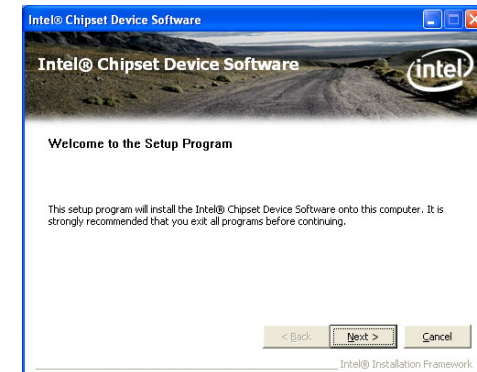 Intel® Chipset Device Software
Intel® Chipset Device Software
intel
Welcome to the Setup Program
This setup program will install the Intel® Chipset Device Software onto this computer. It is
strongly recommended that you exit all programs before continuing.
< Back Next > Cancel
Intel® Installation Framework